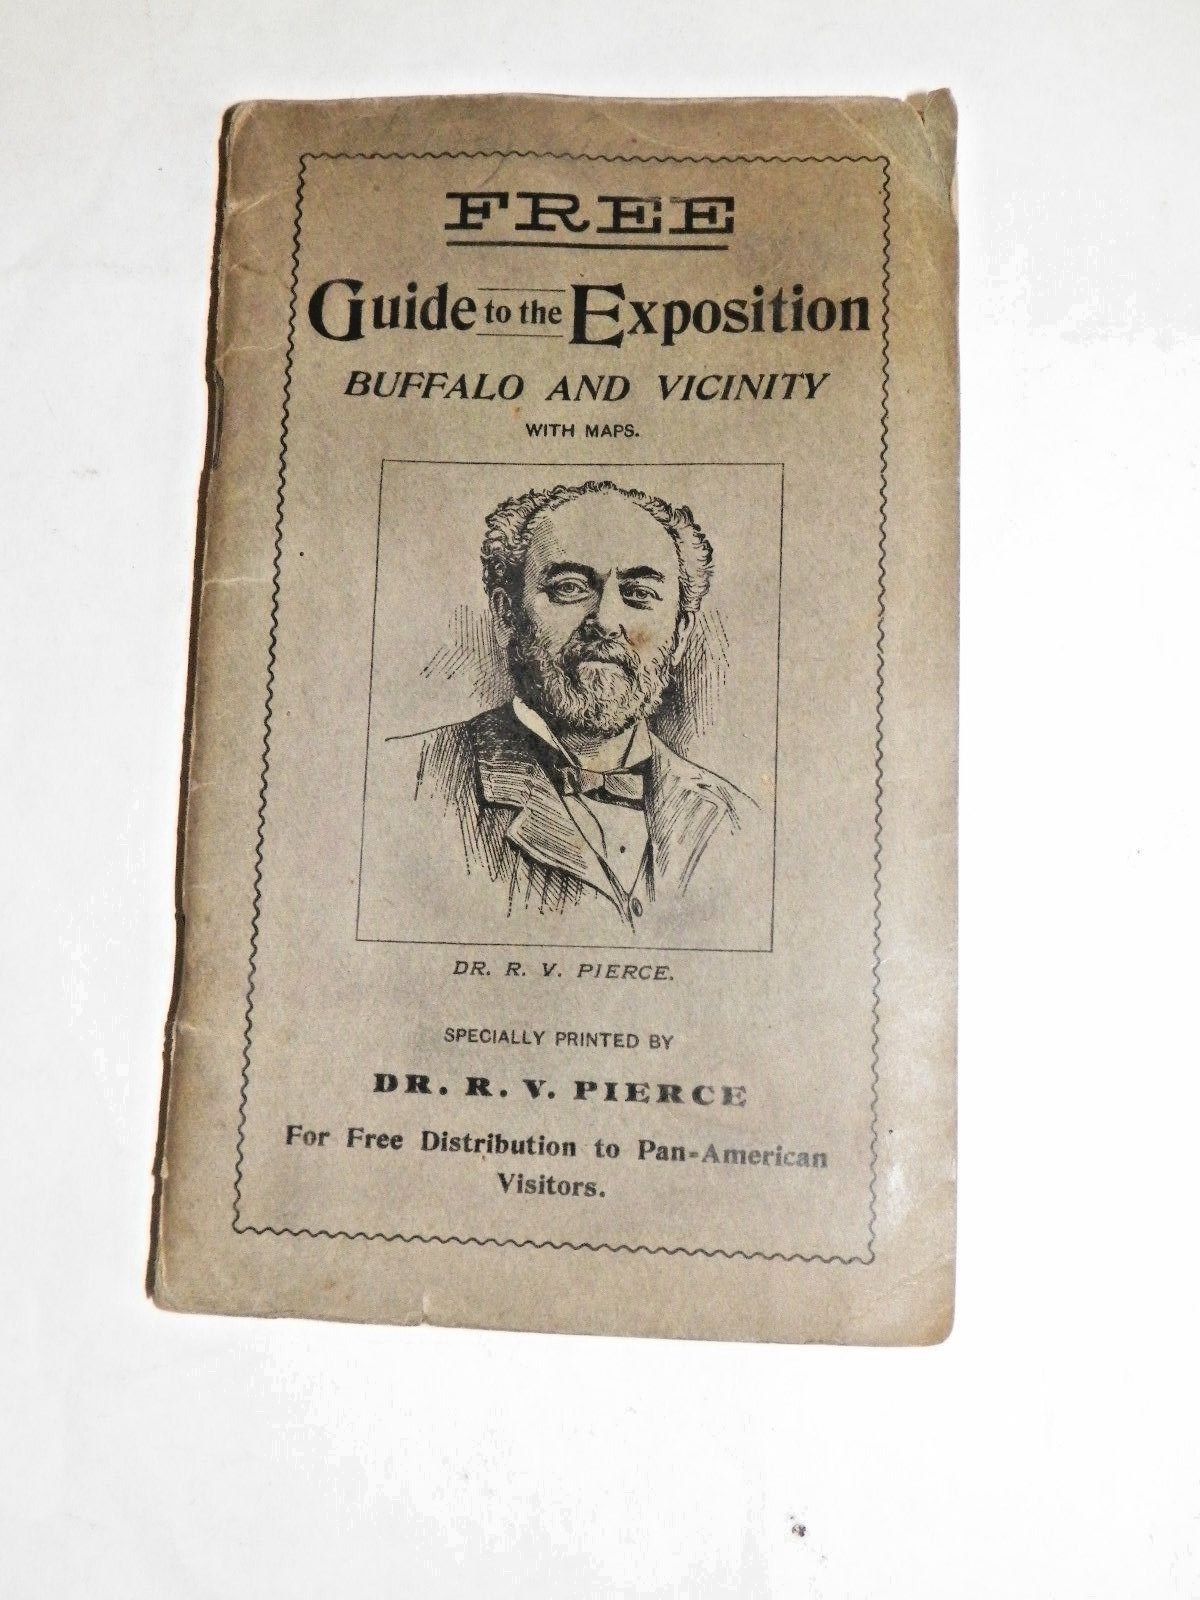 FREE
Guide to the Exposition
BUFFALO AND VICINITY
WITH MAPS.
DR. R. V. PIERCE.
SPECIALLY PRINTED BY
DR. R. V. PIERCE
For Free Distribution to Pan-American
Visitors.